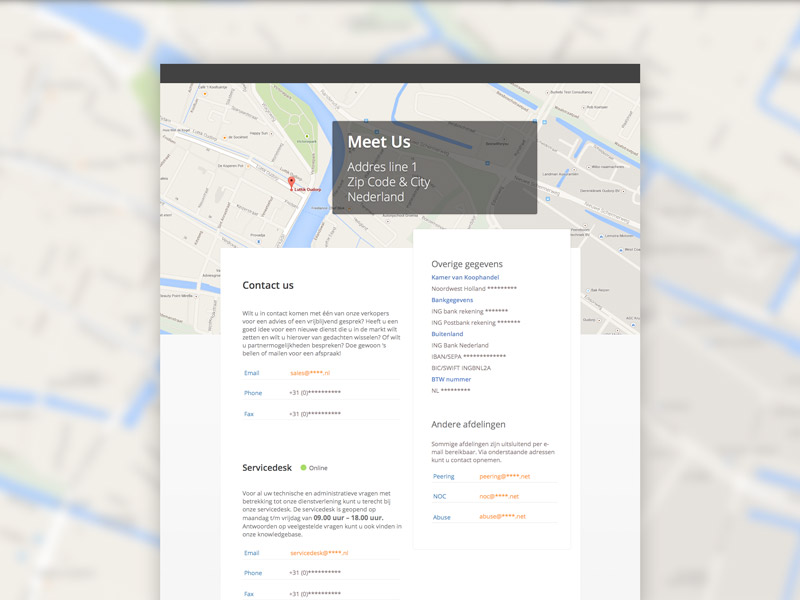 Meet Us
Addres line 1
Zip Code & City
Nederland
Contact us
Wilt u in contact komen met één van onze verkopers
voor een advies of een vrijblijvend gesprek? Heeft u een
goed idee voor een nieuwe dienst die u in de markt wilt
zetten en wilt u hierover van gedachten wisselen? Of wilt
u partnermogelijkheden bespreken? Doe gewoon 's
bellen of mailen voor een afspraak!
Email sales@****.nl
Phone +31 (0)**********
Fax +31 (0)**********
Servicedesk Online
Voor al uw technische en administratieve vragen met
betrekking tot onze dienstverlening kunt u terecht bij
onze servicedesk. De servicedesk is geopend op
maandag t/m vrijdag van 09.00 uur – 18.00 uur.
Antwoorden op veelgestelde vragen kunt u ook vinden in
onze knowledgebase.
Email servicedesk@****.nl
Phone +31 (0)**********
Fax +31 (0)**********
Overige gegevens
Kamer van Koophandel
Noordwest Holland *********
Bankgegevens
ING bank rekening *******
ING Postbank rekening *******
Buitenland
ING Bank Nederland
IBAN/SEPA *************
BIC/SWIFT INGBNL2A
BTW nummer
NL *********
Andere afdelingen
Sommige afdelingen zijn uitsluitend per e-
mail bereikbaar. Via onderstaande adressen
kunt u contact opnemen.
Peering peering@****.net
NOC noc@****.net
Abuse abuse@****.net